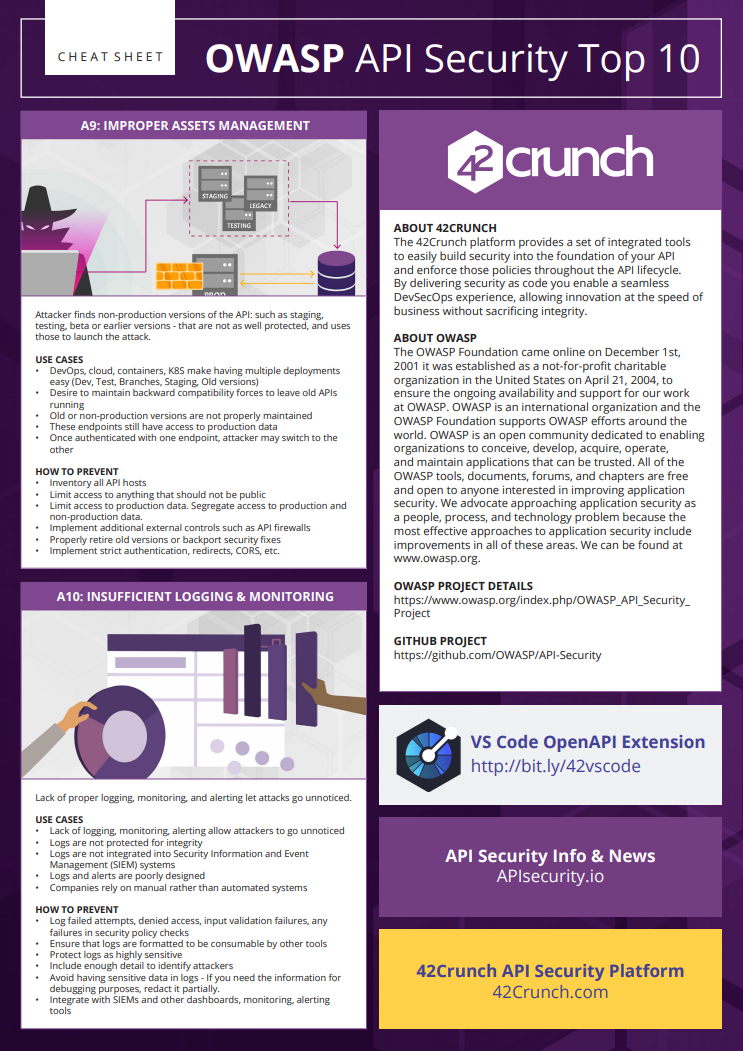 CHEAT SHEET
OWASP API Security Top 10
A9: IMPROPER ASSETS MANAGEMENT
STAGING
LEGACY
TESTING
PROD
Attacker finds non-production versions of the API: such as staging,
testing, beta or earlier versions - that are not as well protected, and uses
those to launch the attack.
USE CASES
• DevOps, cloud, containers, K8S make having multiple deployments
easy (Dev, Test, Branches, Staging, Old versions)
• Desire to maintain backward compatibility forces to leave old APIs
running
• Old or non-production versions are not properly maintained
• These endpoints still have access to production data
• Once authenticated with one endpoint, attacker may switch to the
other
HOW TO PREVENT
• Inventory all API hosts
• Limit access to anything that should not be public
• Limit access to production data. Segregate access to production and
non-production data.
• Implement additional external controls such as API firewalls
• Properly retire old versions or backport security fixes
• Implement strict authentication, redirects, CORS, etc.
A10: INSUFFICIENT LOGGING & MONITORING
Lack of proper logging, monitoring, and alerting let attacks go unnoticed.
USE CASES
• Lack of logging, monitoring, alerting allow attackers to go unnoticed
• Logs are not protected for integrity
• Logs are not integrated into Security Information and Event
Management (SIEM) systems
• Logs and alerts are poorly designed
• Companies rely on manual rather than automated systems
HOW TO PREVENT
• Log failed attempts, denied access, input validation failures, any
failures in security policy checks
• Ensure that logs are formatted to be consumable by other tools
• Protect logs as highly sensitive
• Include enough detail to identify attackers
• Avoid having sensitive data in logs - If you need the information for
debugging purposes, redact it partially.
• Integrate with SIEMs and other dashboards, monitoring, alerting
tools
42crunch
ABOUT 42CRUNCH
The 42Crunch platform provides a set of integrated tools
to easily build security into the foundation of your API
and enforce those policies throughout the API lifecycle.
By delivering security as code you enable a seamless
DevSecOps experience, allowing innovation at the speed of
business without sacrificing integrity.
ABOUT OWASP
The OWASP Foundation came online on December 1st,
2001 it was established as a not-for-profit charitable
organization in the United States on April 21, 2004, to
ensure the ongoing availability and support for our work
at OWASP. OWASP is an international organization and the
OWASP Foundation supports OWASP efforts around the
world. OWASP is an open community dedicated to enabling
organizations to conceive, develop, acquire, operate,
and maintain applications that can be trusted. All of the
OWASP tools, documents, forums, and chapters are free
and open to anyone interested in improving application
security. We advocate approaching application security as
a people, process, and technology problem because the
most effective approaches to application security include
improvements in all of these areas. We can be found at
www.owasp.org.
OWASP PROJECT DETAILS
https://www.owasp.org/index.php/OWASP_API_Security_
Project
GITHUB PROJECT
https://github.com/OWASP/API-Security
VS Code OpenAPI Extension
http://bit.ly/42vscode
API Security Info & News
APIsecurity.io
42Crunch API Security Platform
42Crunch.com